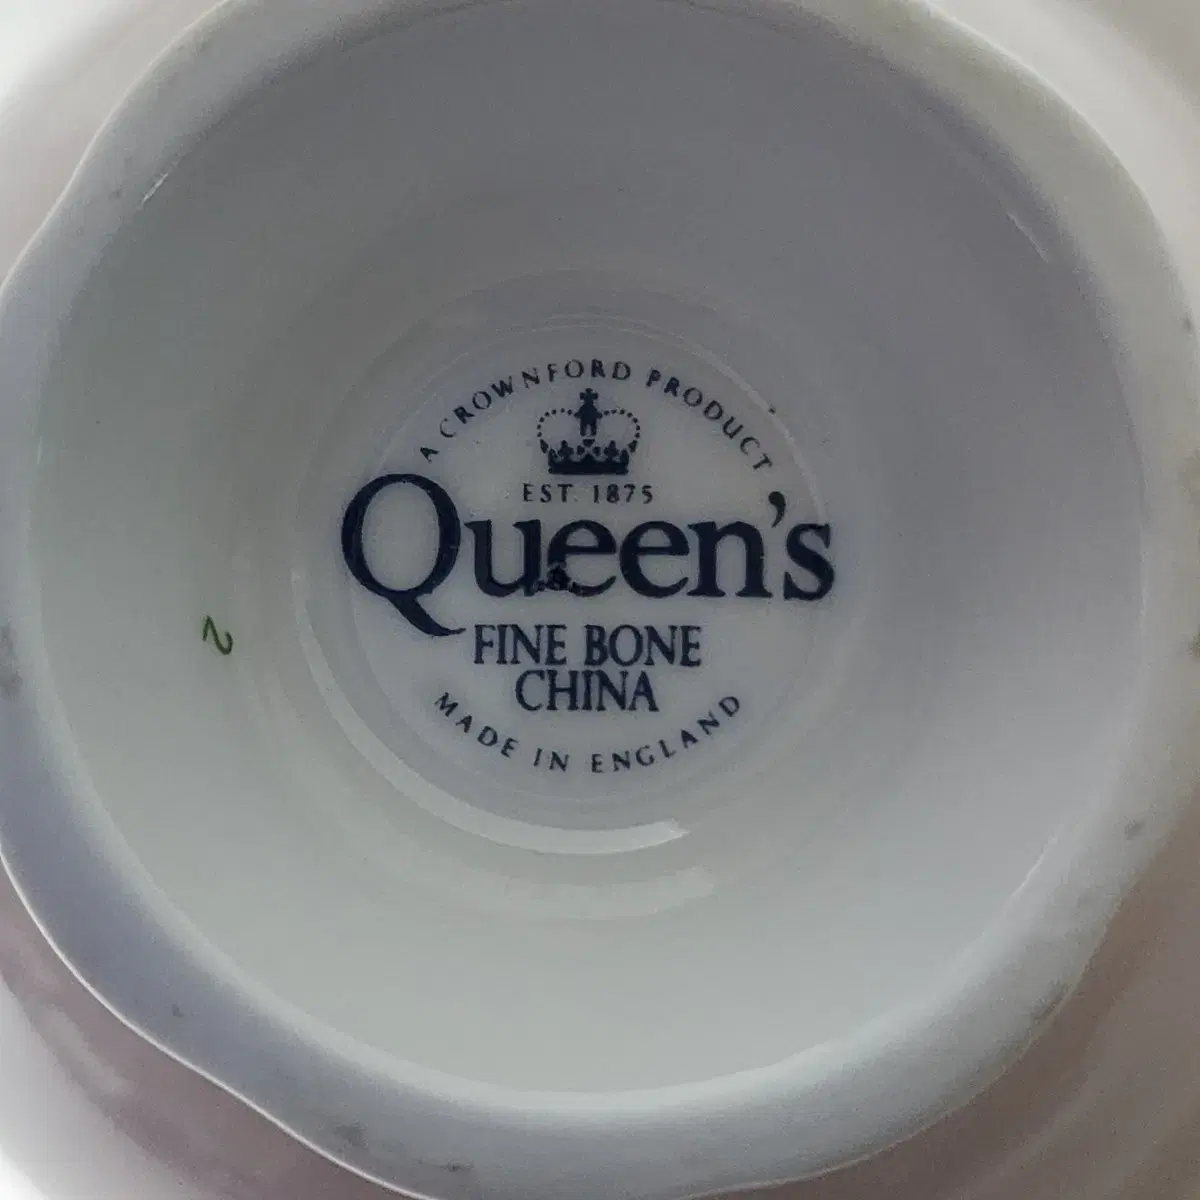 A CROWNFORD PRODUCT
EST. 1875
Queen's
FINE BONE
CHINA
MADE IN ENGLAND
2